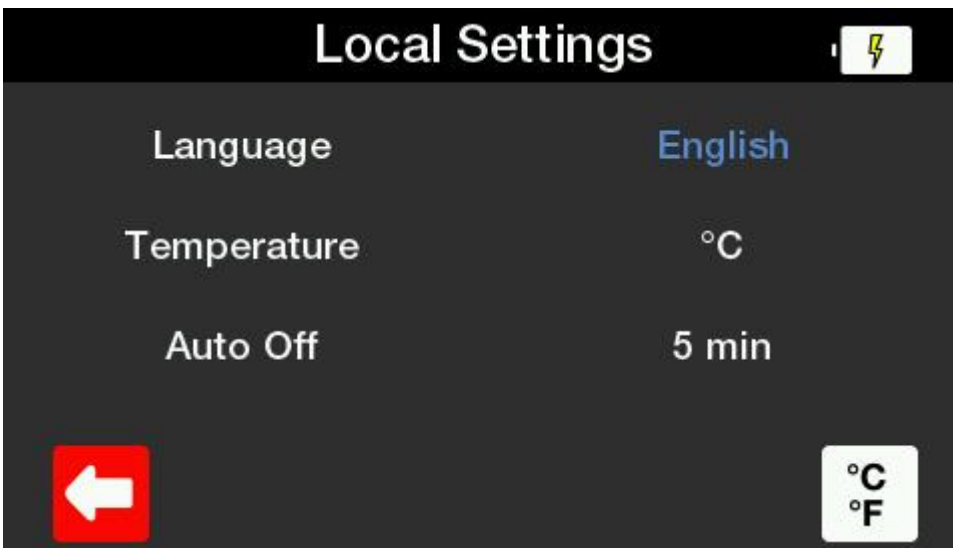 Local Settings
Language English
Temperature °C
Auto Off 5 min
°C
°F